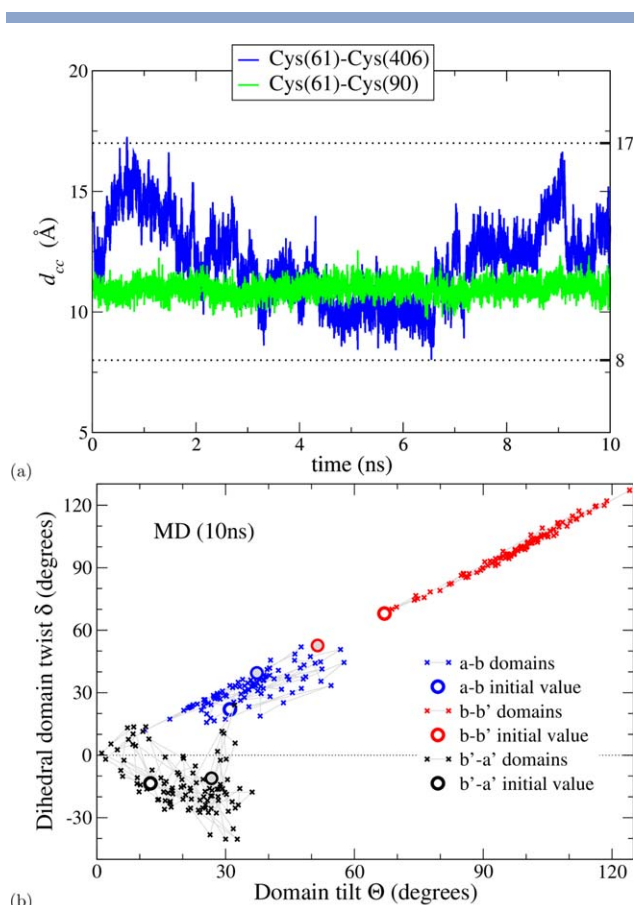 Cys(61)-Cys(406)
Cys(61)-Cys(90)
20
15
10
5
17
8
d_cc (Å)
0 2 4 6 8 10
time (ns)
(a)
MD (10ns)
120
90
60
30
0
-30
Dihedral domain twist δ (degrees)
a-b domains
a-b initial value
b-b’ domains
b-b’ initial value
b’-a’ domains
b’-a’ initial value
0 30 60 90 120
Domain tilt Θ (degrees)
(b)